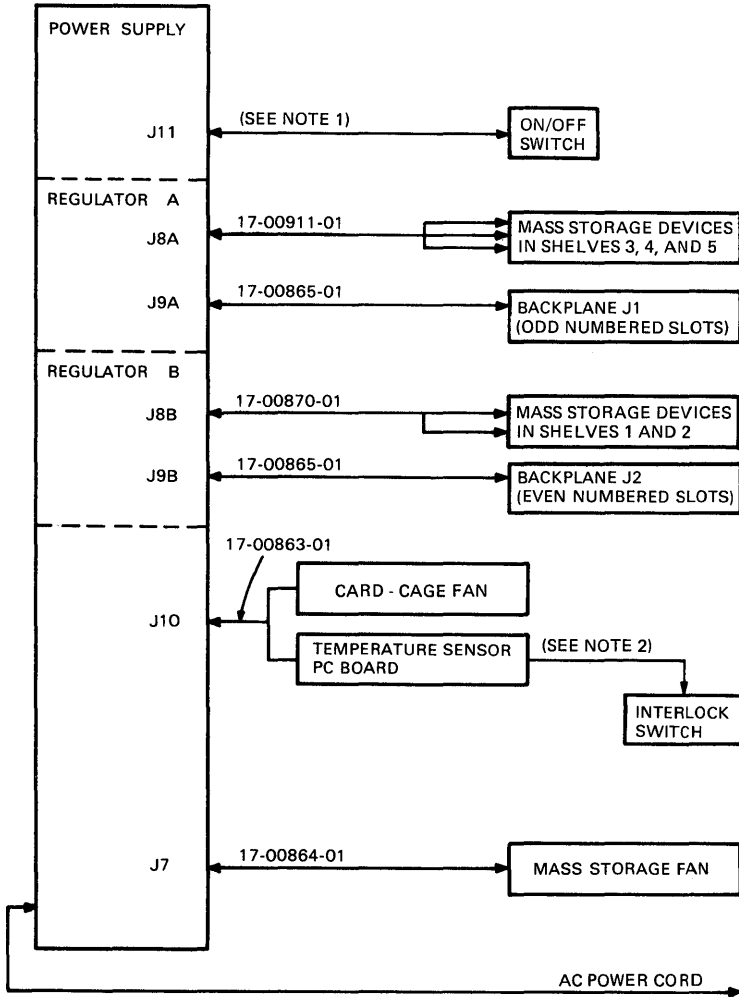 POWER SUPPLY
J11
(SEE NOTE 1)
ON/OFF
SWITCH
REGULATOR A
J8A
17-00911-01
MASS STORAGE DEVICES
IN SHELVES 3, 4, AND 5
J9A
17-00865-01
BACKPLANE J1
(ODD NUMBERED SLOTS)
REGULATOR B
J8B
17-00870-01
MASS STORAGE DEVICES
IN SHELVES 1 AND 2
J9B
17-00865-01
BACKPLANE J2
(EVEN NUMBERED SLOTS)
17-00863-01
J10
CARD - CAGE FAN
TEMPERATURE SENSOR
PC BOARD
(SEE NOTE 2)
INTERLOCK
SWITCH
J7
17-00864-01
MASS STORAGE FAN
AC POWER CORD